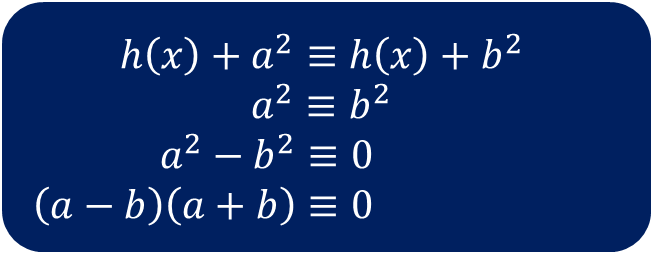 h(x) + a² ≡ h(x) + b²
a² ≡ b²
a² − b² ≡ 0
(a − b)(a + b) ≡ 0